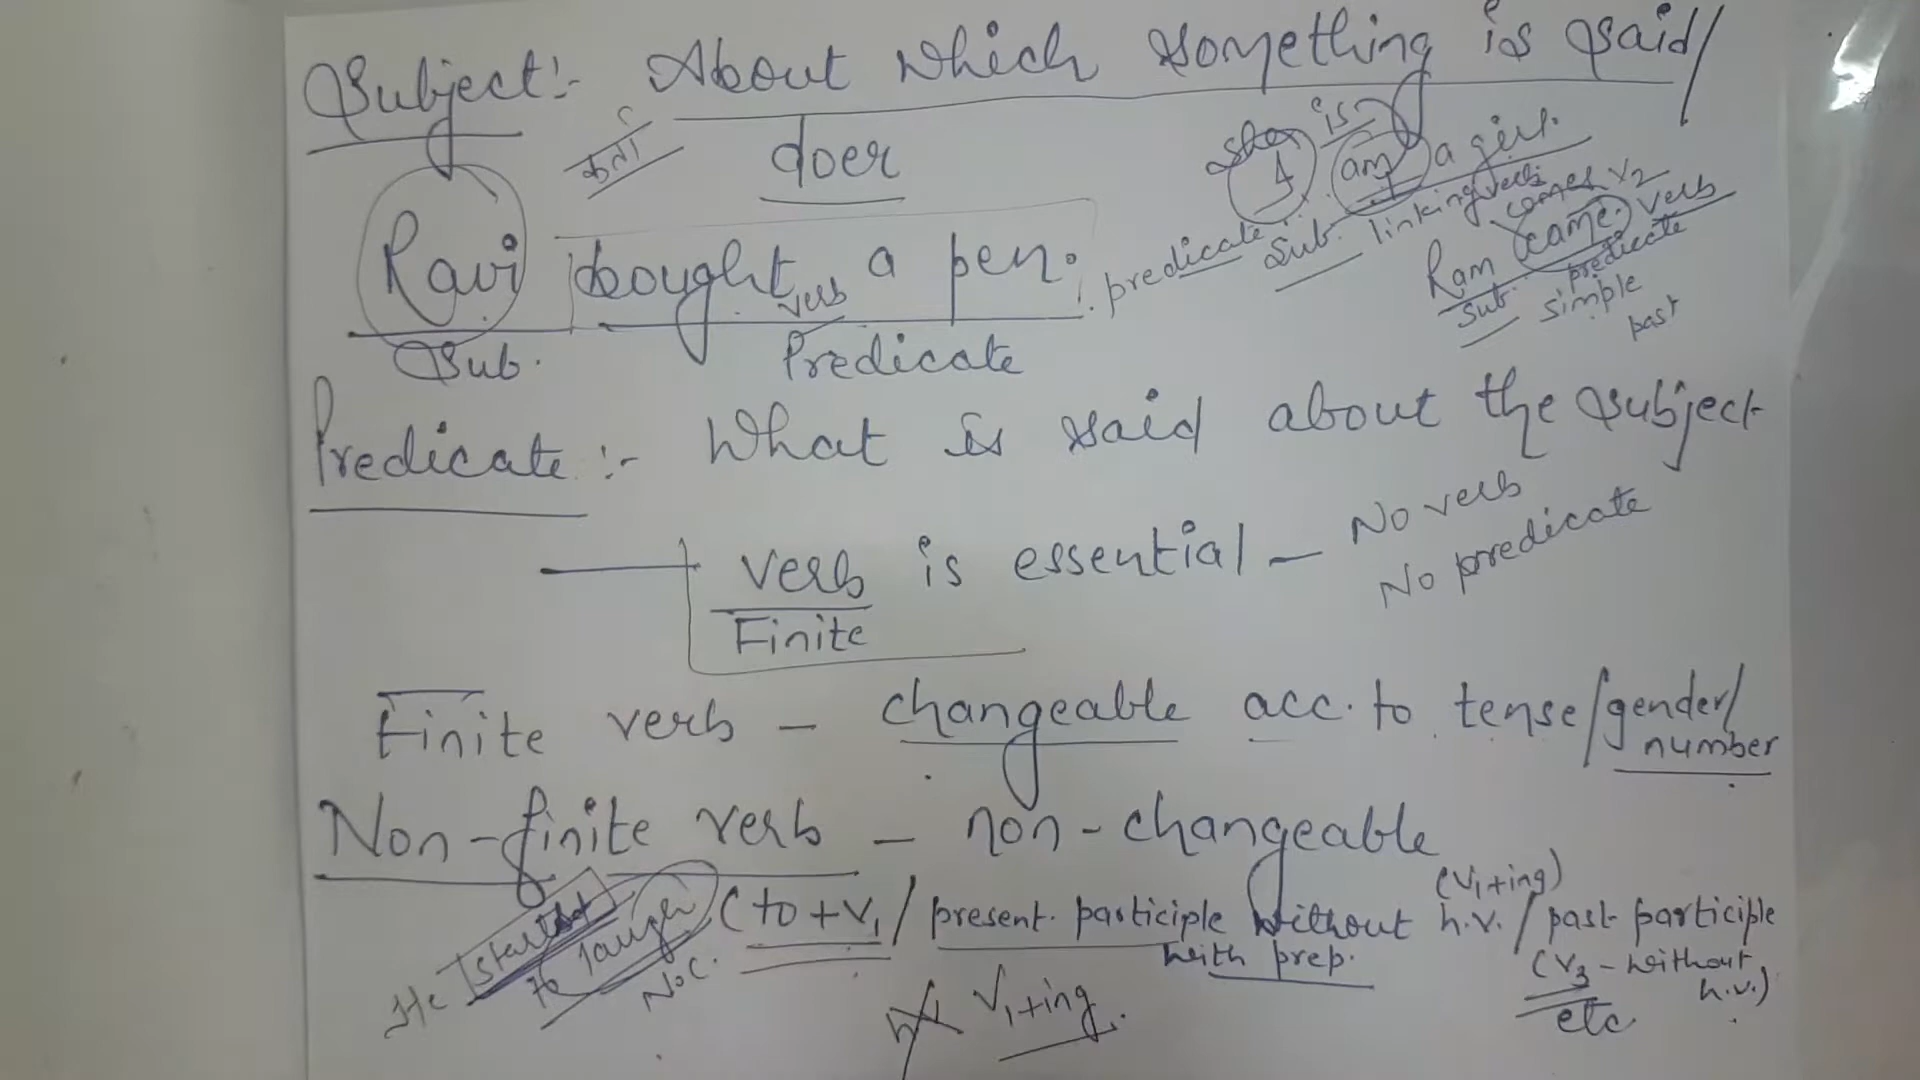 Subject :- About which something is said/
कर्ता doer
She is
I am a girl.
predicate Sub. linking verb
comes V2
Ram came. verb
Sub. predicate
simple
past
Ravi bought a pen.
verb
Sub. Predicate
Predicate :- What is said about the subject
verb is essential - No verb
No predicate
Finite
Finite verb - changeable acc. to tense/gender/
number
Non-finite verb - non-changeable
(V1+ing)
(to+V1/ present participle without h.v. / past participle
with prep. (V3 - without
h.v.)
etc
He started
to laugh
No C.
hv V1+ing.